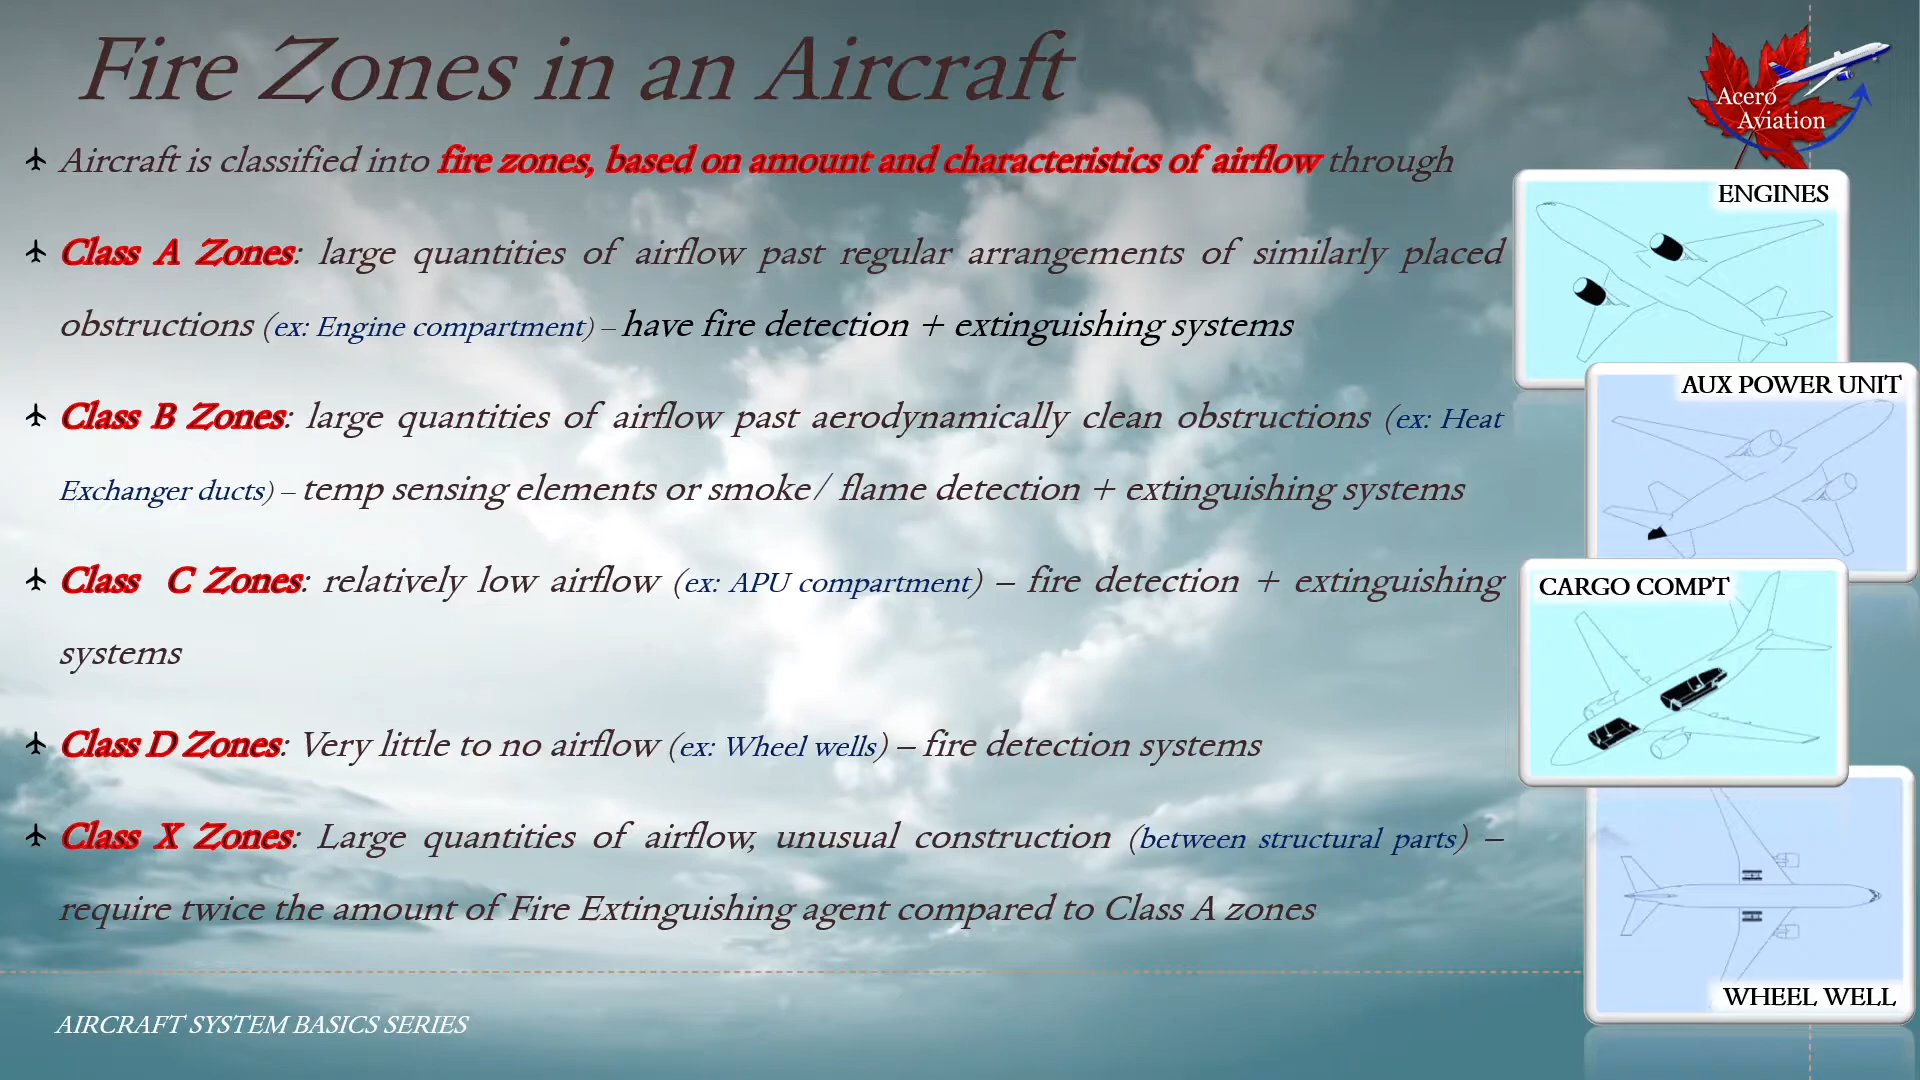 Fire Zones in an Aircraft
Acero
Aviation
Aircraft is classified into fire zones, based on amount and characteristics of airflow through
Class A Zones: large quantities of airflow past regular arrangements of similarly placed
obstructions (ex: Engine compartment) – have fire detection + extinguishing systems
Class B Zones: large quantities of airflow past aerodynamically clean obstructions (ex: Heat
Exchanger ducts) – temp sensing elements or smoke/ flame detection + extinguishing systems
Class C Zones: relatively low airflow (ex: APU compartment) – fire detection + extinguishing
systems
Class D Zones: Very little to no airflow (ex: Wheel wells) – fire detection systems
Class X Zones: Large quantities of airflow, unusual construction (between structural parts) –
require twice the amount of Fire Extinguishing agent compared to Class A zones
ENGINES
AUX POWER UNIT
CARGO COMPT
WHEEL WELL
AIRCRAFT SYSTEM BASICS SERIES